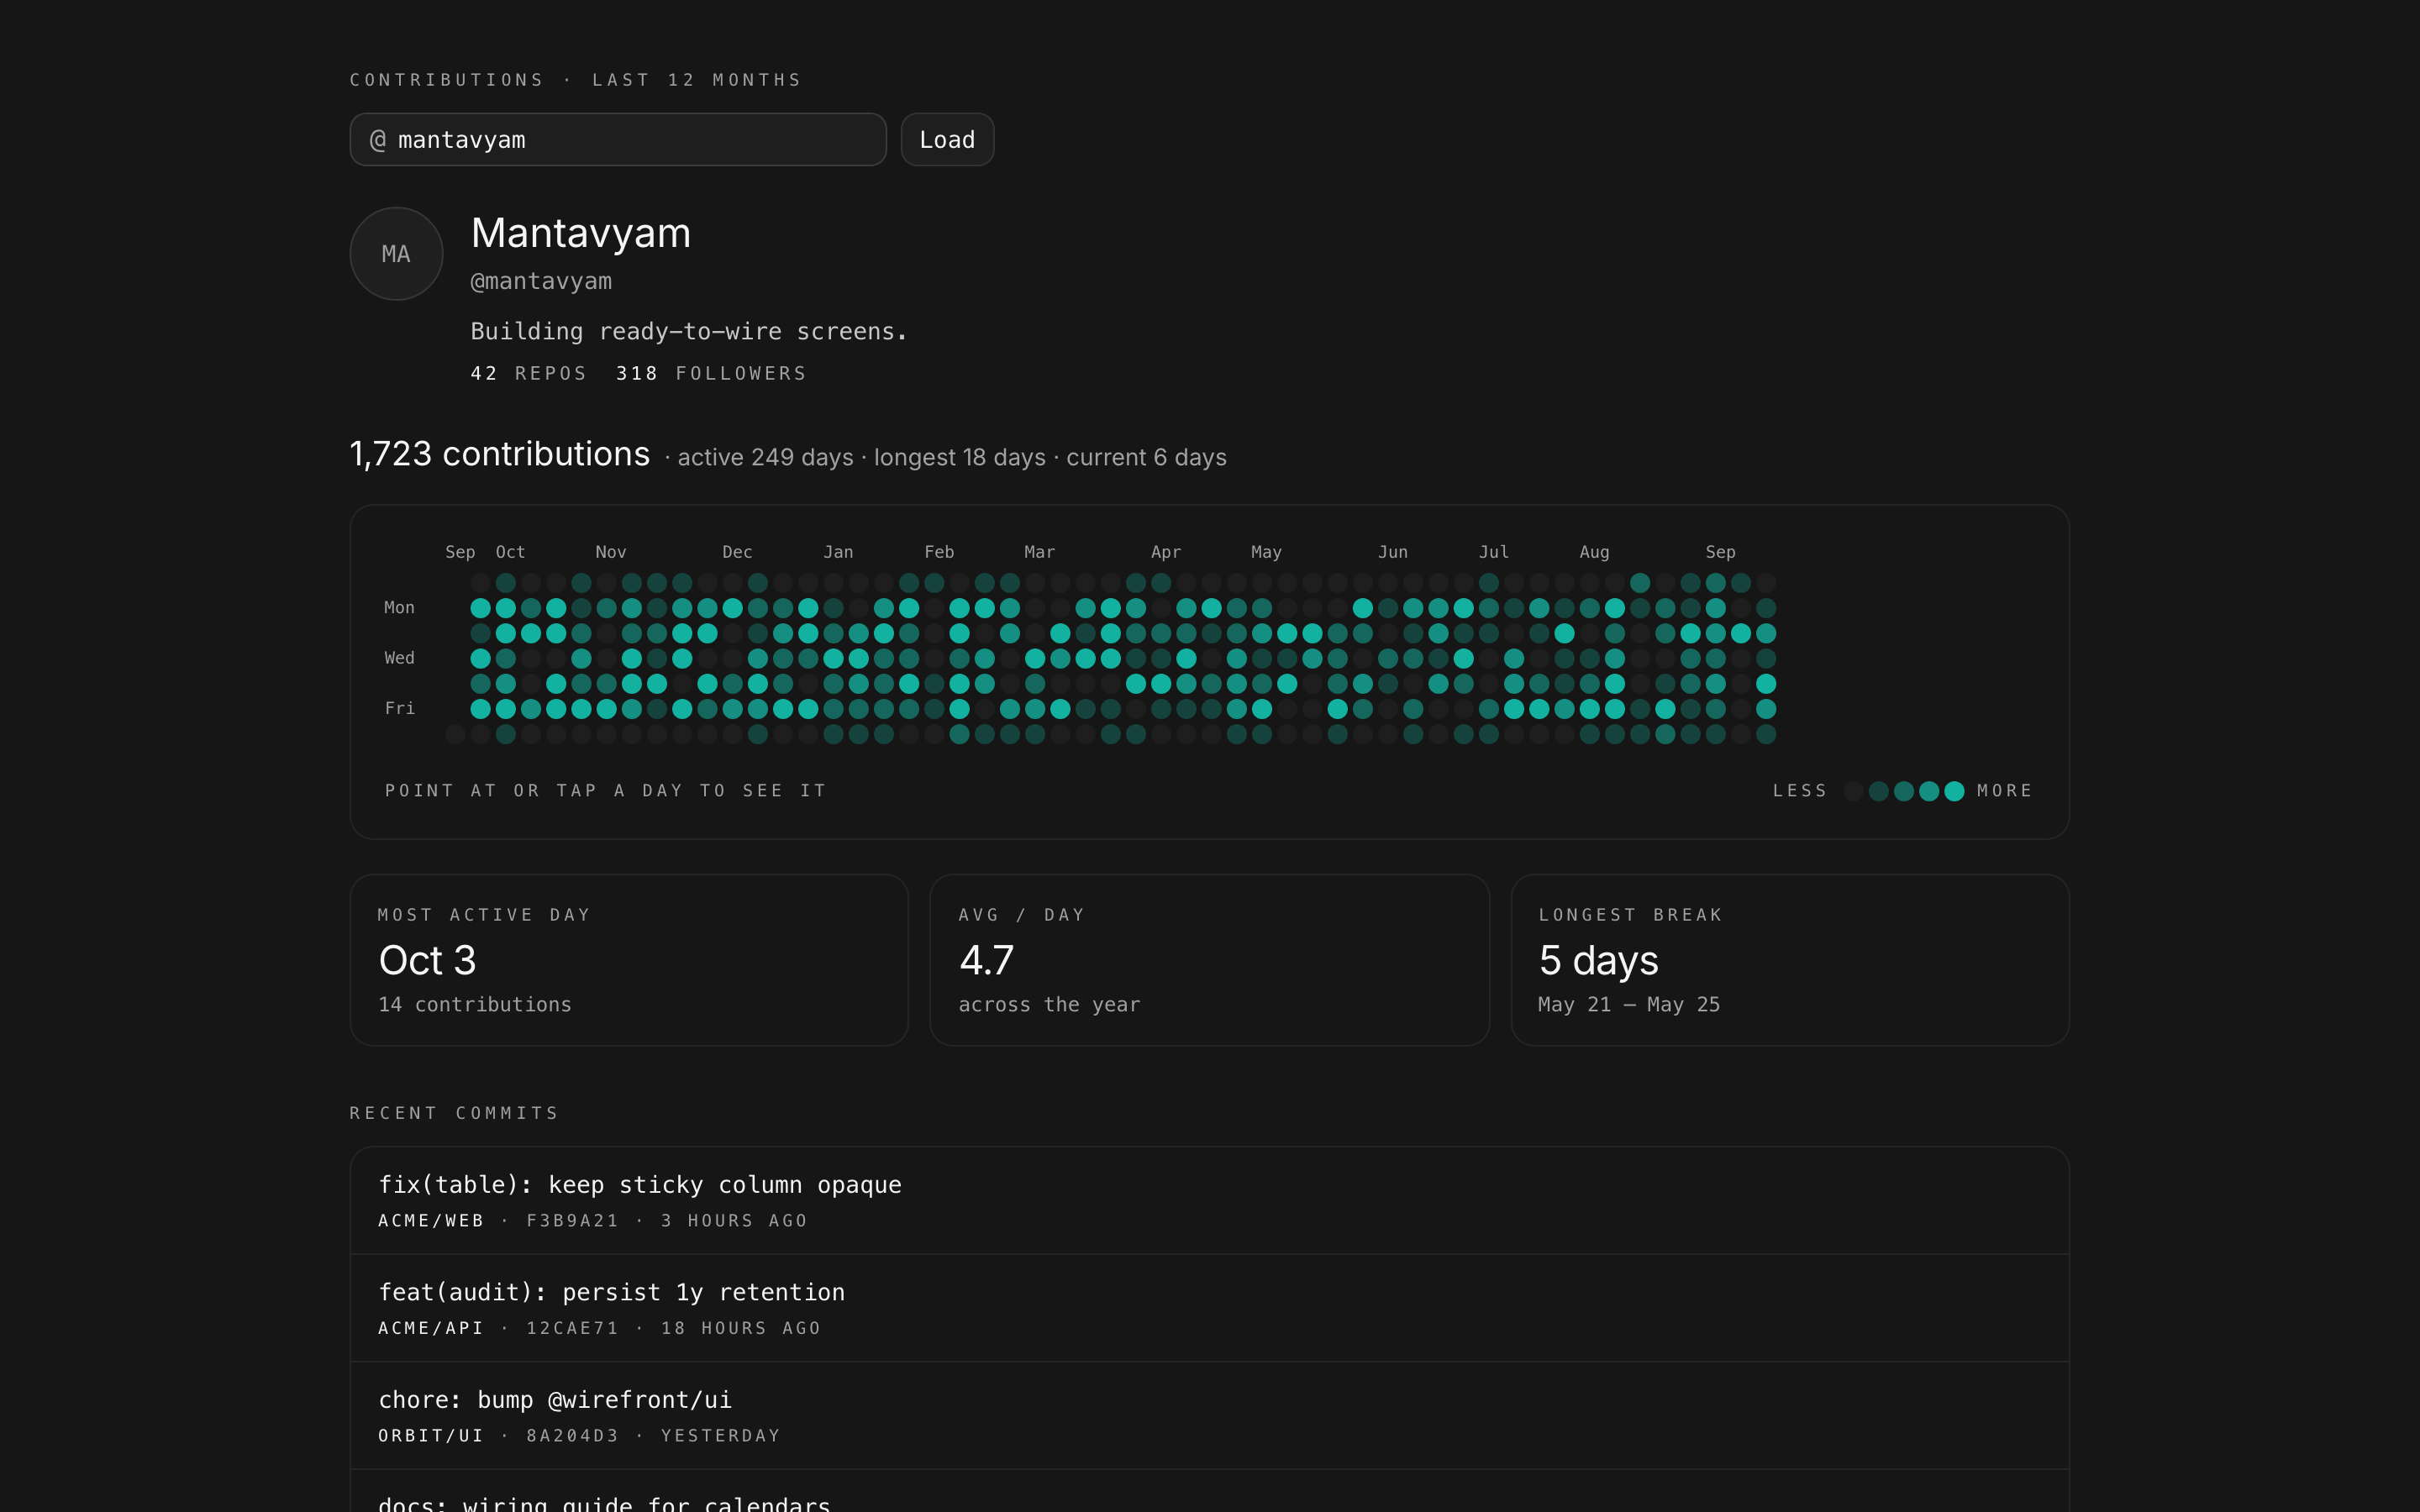 CONTRIBUTIONS · LAST 12 MONTHS
@ mantavyam Load
MA
Mantavyam
@mantavyam
Building ready-to-wire screens.
42 REPOS 318 FOLLOWERS
1,723 contributions · active 249 days · longest 18 days · current 6 days
Sep Oct Nov Dec Jan Feb Mar Apr May Jun Jul Aug Sep
Mon
Wed
Fri
POINT AT OR TAP A DAY TO SEE IT LESS MORE
MOST ACTIVE DAY
Oct 3
14 contributions
AVG / DAY
4.7
across the year
LONGEST BREAK
5 days
May 21 – May 25
RECENT COMMITS
fix(table): keep sticky column opaque
ACME/WEB · F3B9A21 · 3 HOURS AGO
feat(audit): persist 1y retention
ACME/API · 12CAE71 · 18 HOURS AGO
chore: bump @wirefront/ui
ORBIT/UI · 8A204D3 · YESTERDAY
docs: wiring guide for calendars